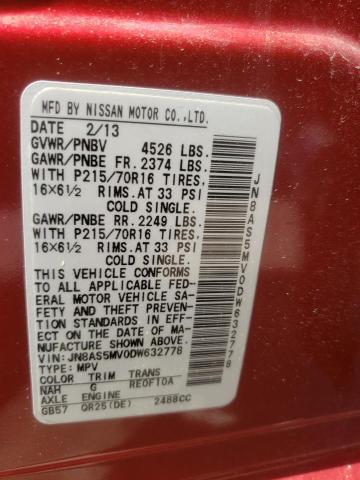 MFD BY NISSAN MOTOR CO.,LTD.
DATE 2/13
GVWR/PNBV 4526 LBS.
GAWR/PNBE FR. 2374 LBS.
WITH P215/70R16 TIRES,
16×6½ RIMS.AT 33 PSI
COLD SINGLE.
GAWR/PNBE RR. 2249 LBS.
WITH P215/70R16 TIRES,
16×6½ RIMS.AT 33 PSI
COLD SINGLE.
THIS VEHICLE CONFORMS
TO ALL APPLICABLE FED-
ERAL MOTOR VEHICLE SA-
FETY AND THEFT PREVEN-
TION STANDARDS IN EFF-
ECT ON THE DATE OF MA-
NUFACTURE SHOWN ABOVE.
VIN: JN8AS5MV0DW632778
TYPE: MPV
COLOR TRIM TRANS
NAH G RE0F10A
AXLE ENGINE
GB57 QR25(DE) 2488CC
JN8AS5MV0DW632778